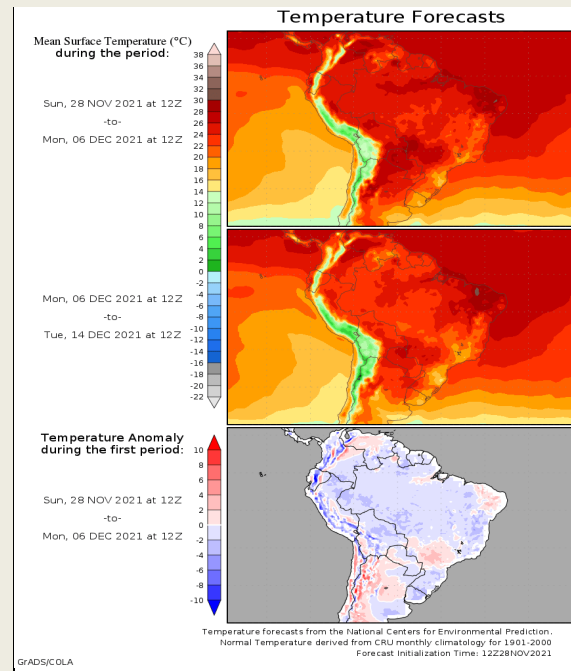 Temperature Forecasts
Mean Surface Temperature (°C)
during the period:
Sun, 28 NOV 2021 at 12Z
-to-
Mon, 06 DEC 2021 at 12Z
38
36
34
32
30
28
26
24
22
20
18
16
14
12
10
8
6
4
2
0
-2
-4
-6
-8
-10
-12
-14
-16
-18
-20
-22
Mon, 06 DEC 2021 at 12Z
-to-
Tue, 14 DEC 2021 at 12Z
Temperature Anomaly
during the first period:
Sun, 28 NOV 2021 at 12Z
-to-
Mon, 06 DEC 2021 at 12Z
10
8
6
4
2
0
-2
-4
-6
-8
-10
Temperature forecasts from the National Centers for Environmental Prediction.
Normal Temperature derived from CRU monthly climatology for 1901-2000
Forecast Initialization Time: 12Z28NOV2021
GrADS/COLA